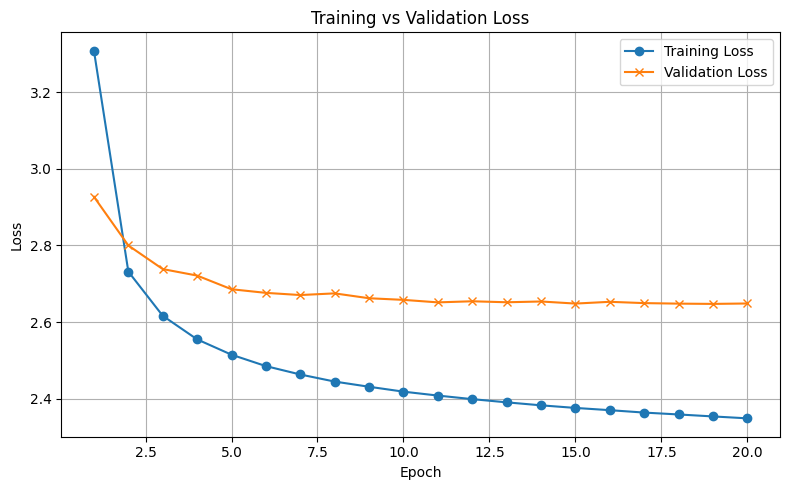 Training vs Validation Loss
Training Loss
Validation Loss
3.2
3.0
2.8
2.6
2.4
Loss
2.5 5.0 7.5 10.0 12.5 15.0 17.5 20.0
Epoch